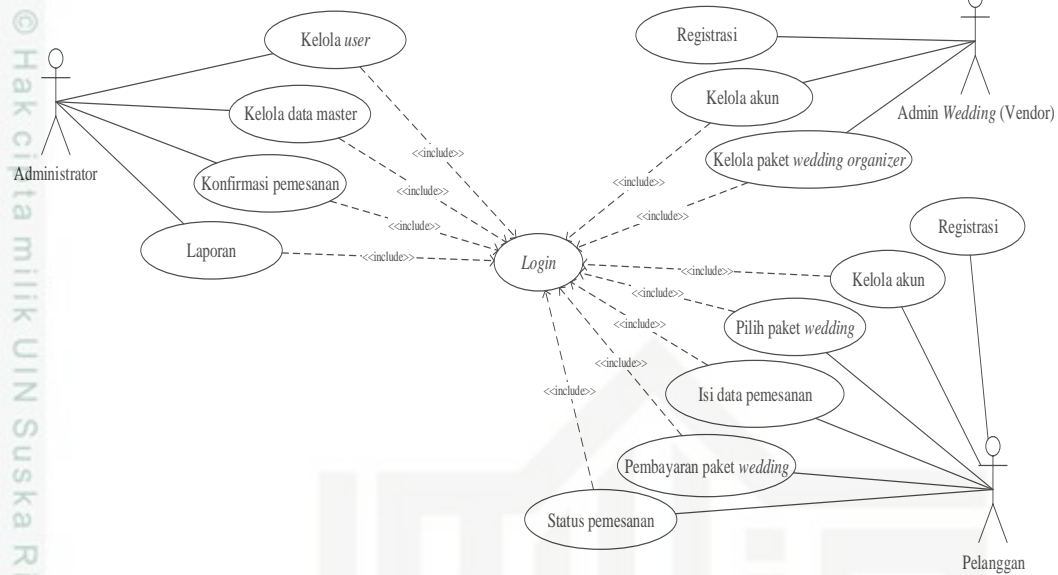 © Hak cipta milik UIN Suska Ri
Kelola user
Kelola data master
Konfirmasi pemesanan
Laporan
Administrator
<<include>>
<<include>>
<<include>>
<<include>>
Login
Registrasi
Kelola akun
Kelola paket wedding organizer
Admin Wedding (Vendor)
<<include>>
<<include>>
Registrasi
Kelola akun
Pilih paket wedding
Isi data pemesanan
Pembayaran paket wedding
Status pemesanan
<<include>>
<<include>>
<<include>>
<<include>>
<<include>>
Pelanggan